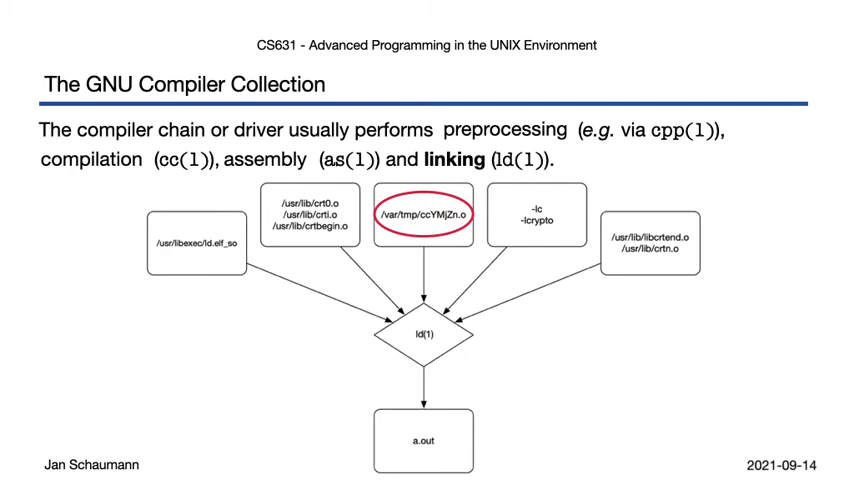 CS631 - Advanced Programming in the UNIX Environment
The GNU Compiler Collection
The compiler chain or driver usually performs preprocessing (e.g. via cpp(1)),
compilation (cc(1)), assembly (as(1)) and linking (ld(1)).
/usr/libexec/ld.elf_so
/usr/lib/crt0.o
/usr/lib/crti.o
/usr/lib/crtbegin.o
/var/tmp/ccYMjZn.o
-lc
-lcrypto
/usr/lib/libcrtend.o
/usr/lib/crtn.o
ld(1)
a.out
Jan Schaumann
2021-09-14